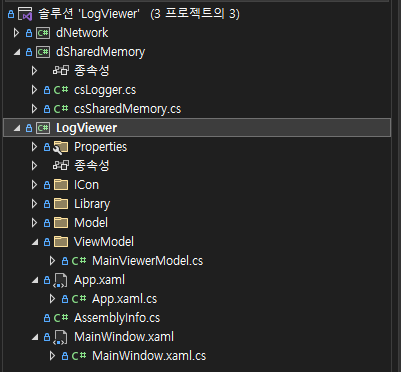 솔루션 'LogViewer' (3 프로젝트의 3)
dNetwork
dSharedMemory
종속성
C# csLogger.cs
C# csSharedMemory.cs
C# LogViewer
Properties
종속성
ICon
Library
Model
ViewModel
C# MainViewerModel.cs
App.xaml
C# App.xaml.cs
C# AssemblyInfo.cs
MainWindow.xaml
C# MainWindow.xaml.cs